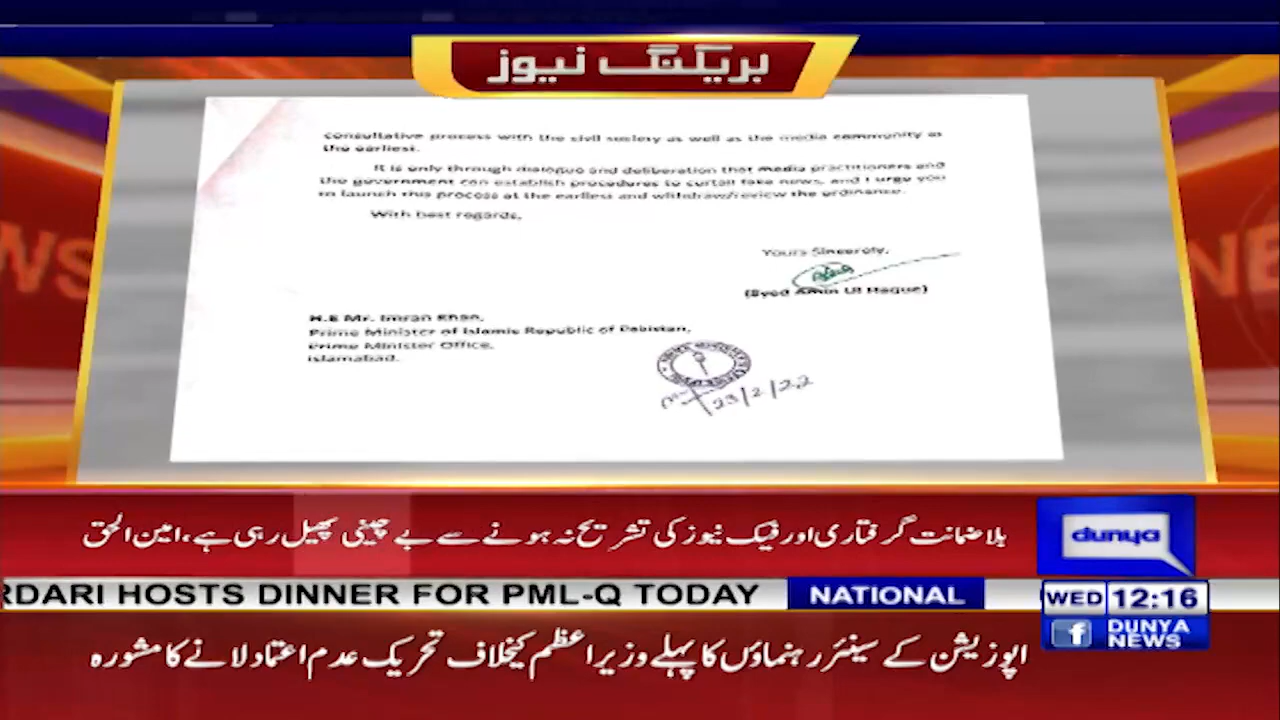 بریکنگ نیوز
consultative process with the civil society as well as the media community as
the earliest.
It is only through dialogue and deliberation that media practitioners and
the government can establish procedures to curtail fake news, and I urge you
to launch this process at the earliest and withdraw/review the ordinance.
With best regards,
Yours Sincerely,
(Syed Amin Ul Haque)
H.E Mr. Imran Khan,
Prime Minister of Islamic Republic of Pakistan,
Prime Minister Office,
Islamabad.
23/2/22
بلا ضمانت گرفتاری اور فیک نیوز کی تشریح نہ ہونے سے بے چینی پھیل رہی ہے، امین الحق
dunya
RDARI HOSTS DINNER FOR PML-Q TODAY NATIONAL
WED 12:16
DUNYA
NEWS
اپوزیشن کے سینئر رہنماؤں کا پہلے وزیراعظم کیخلاف تحریک عدم اعتماد لانے کا مشورہ